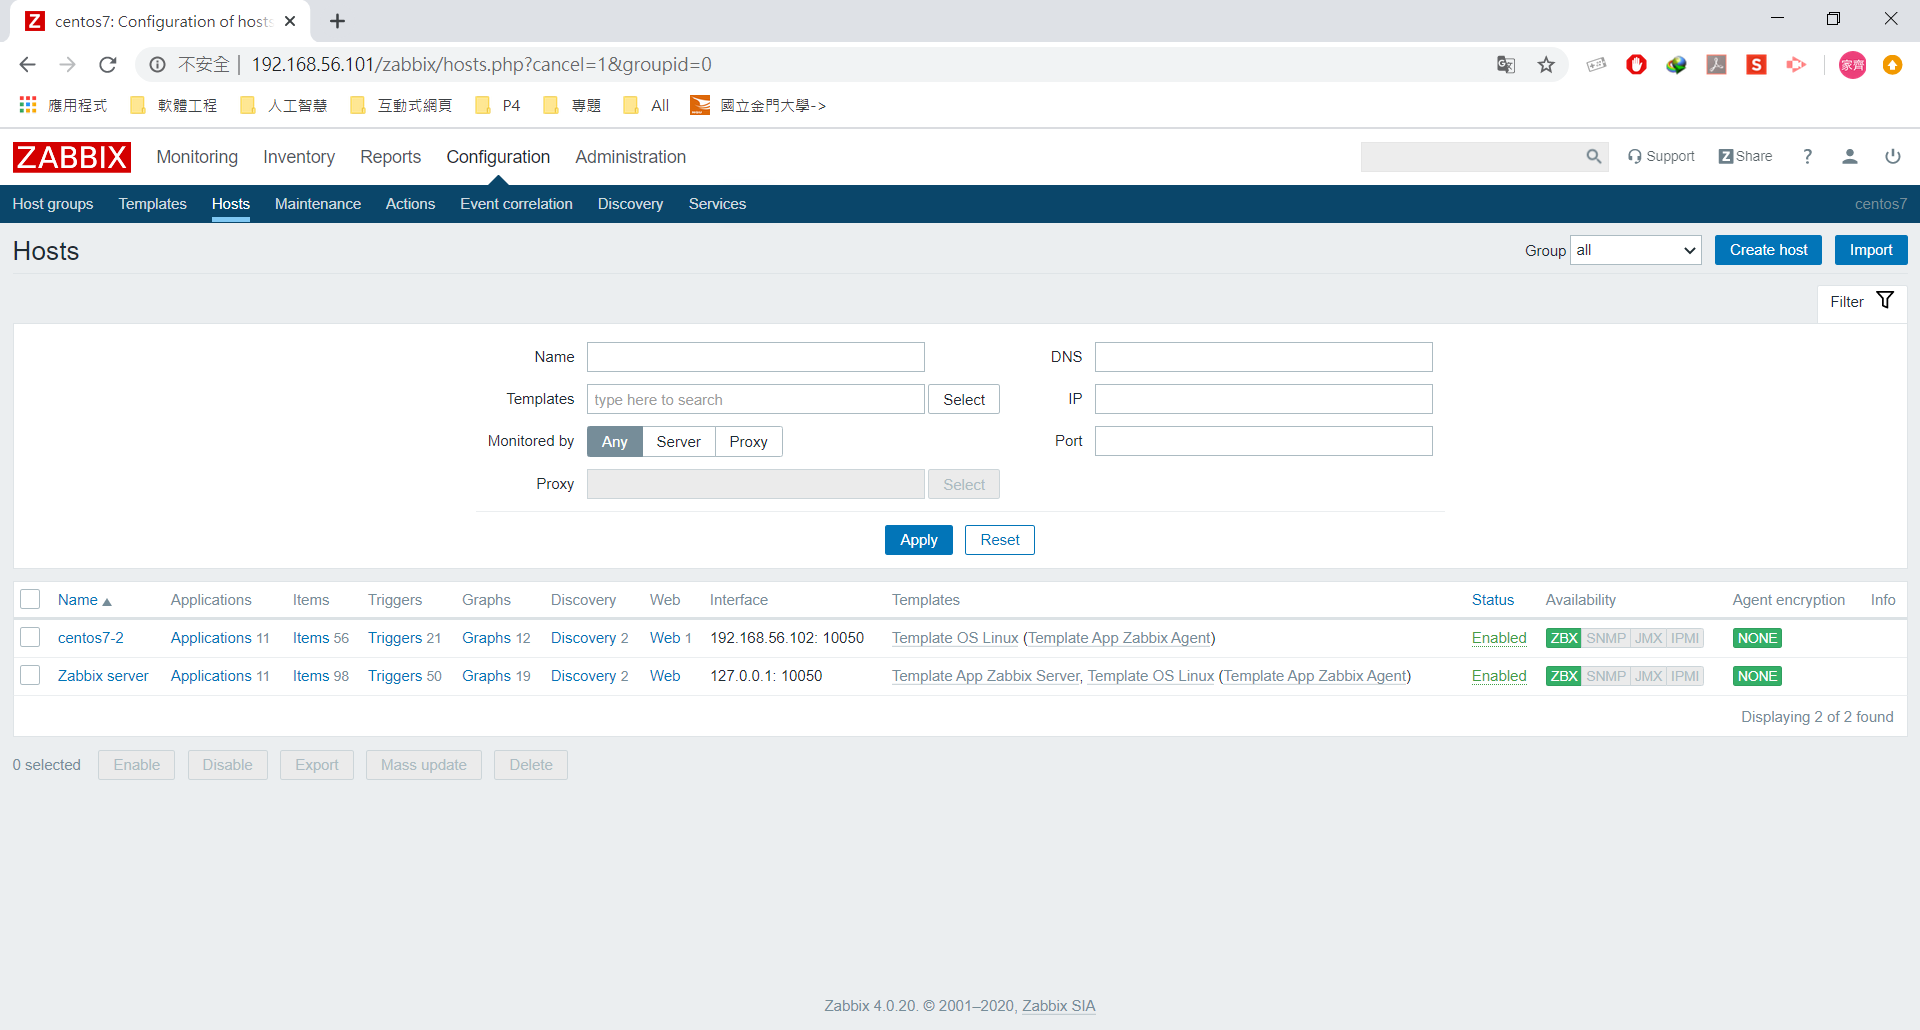 Z centos7: Configuration of hosts
不安全 | 192.168.56.101/zabbix/hosts.php?cancel=1&groupid=0 家齊
應用程式 軟體工程 人工智慧 互動式網頁 P4 專題 All 國立金門大學->
ZABBIX Monitoring Inventory Reports Configuration Administration Support Z Share ?
Host groups Templates Hosts Maintenance Actions Event correlation Discovery Services centos7
Hosts Group all Create host Import
Filter
Name DNS
Templates type here to search Select IP
Monitored by Any Server Proxy Port
Proxy Select
Apply Reset
Name Applications Items Triggers Graphs Discovery Web Interface Templates Status Availability Agent encryption Info
centos7-2 Applications 11 Items 56 Triggers 21 Graphs 12 Discovery 2 Web 1 192.168.56.102: 10050 Template OS Linux (Template App Zabbix Agent) Enabled ZBX SNMP JMX IPMI NONE
Zabbix server Applications 11 Items 98 Triggers 50 Graphs 19 Discovery 2 Web 127.0.0.1: 10050 Template App Zabbix Server, Template OS Linux (Template App Zabbix Agent) Enabled ZBX SNMP JMX IPMI NONE
Displaying 2 of 2 found
0 selected Enable Disable Export Mass update Delete
Zabbix 4.0.20. © 2001–2020, Zabbix SIA